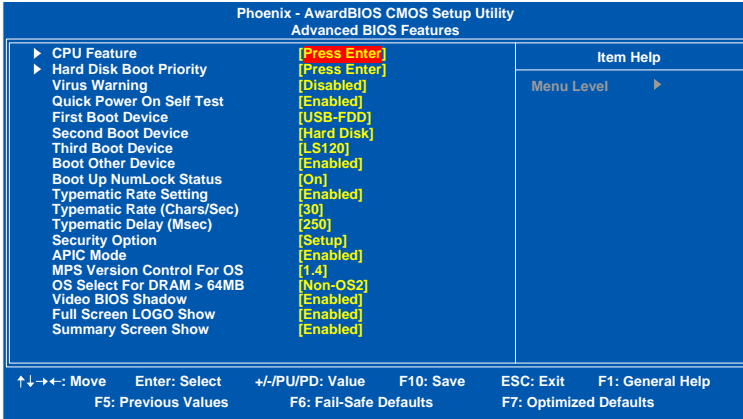 Phoenix - AwardBIOS CMOS Setup Utility
Advanced BIOS Features
CPU Feature [Press Enter]
Hard Disk Boot Priority [Press Enter]
Virus Warning [Disabled]
Quick Power On Self Test [Enabled]
First Boot Device [USB-FDD]
Second Boot Device [Hard Disk]
Third Boot Device [LS120]
Boot Other Device [Enabled]
Boot Up NumLock Status [On]
Typematic Rate Setting [Enabled]
Typematic Rate (Chars/Sec) [30]
Typematic Delay (Msec) [250]
Security Option [Setup]
APIC Mode [Enabled]
MPS Version Control For OS [1.4]
OS Select For DRAM > 64MB [Non-OS2]
Video BIOS Shadow [Enabled]
Full Screen LOGO Show [Enabled]
Summary Screen Show [Enabled]
Item Help
Menu Level
↑↓→←: Move Enter: Select +/-/PU/PD: Value F10: Save ESC: Exit F1: General Help
F5: Previous Values F6: Fail-Safe Defaults F7: Optimized Defaults